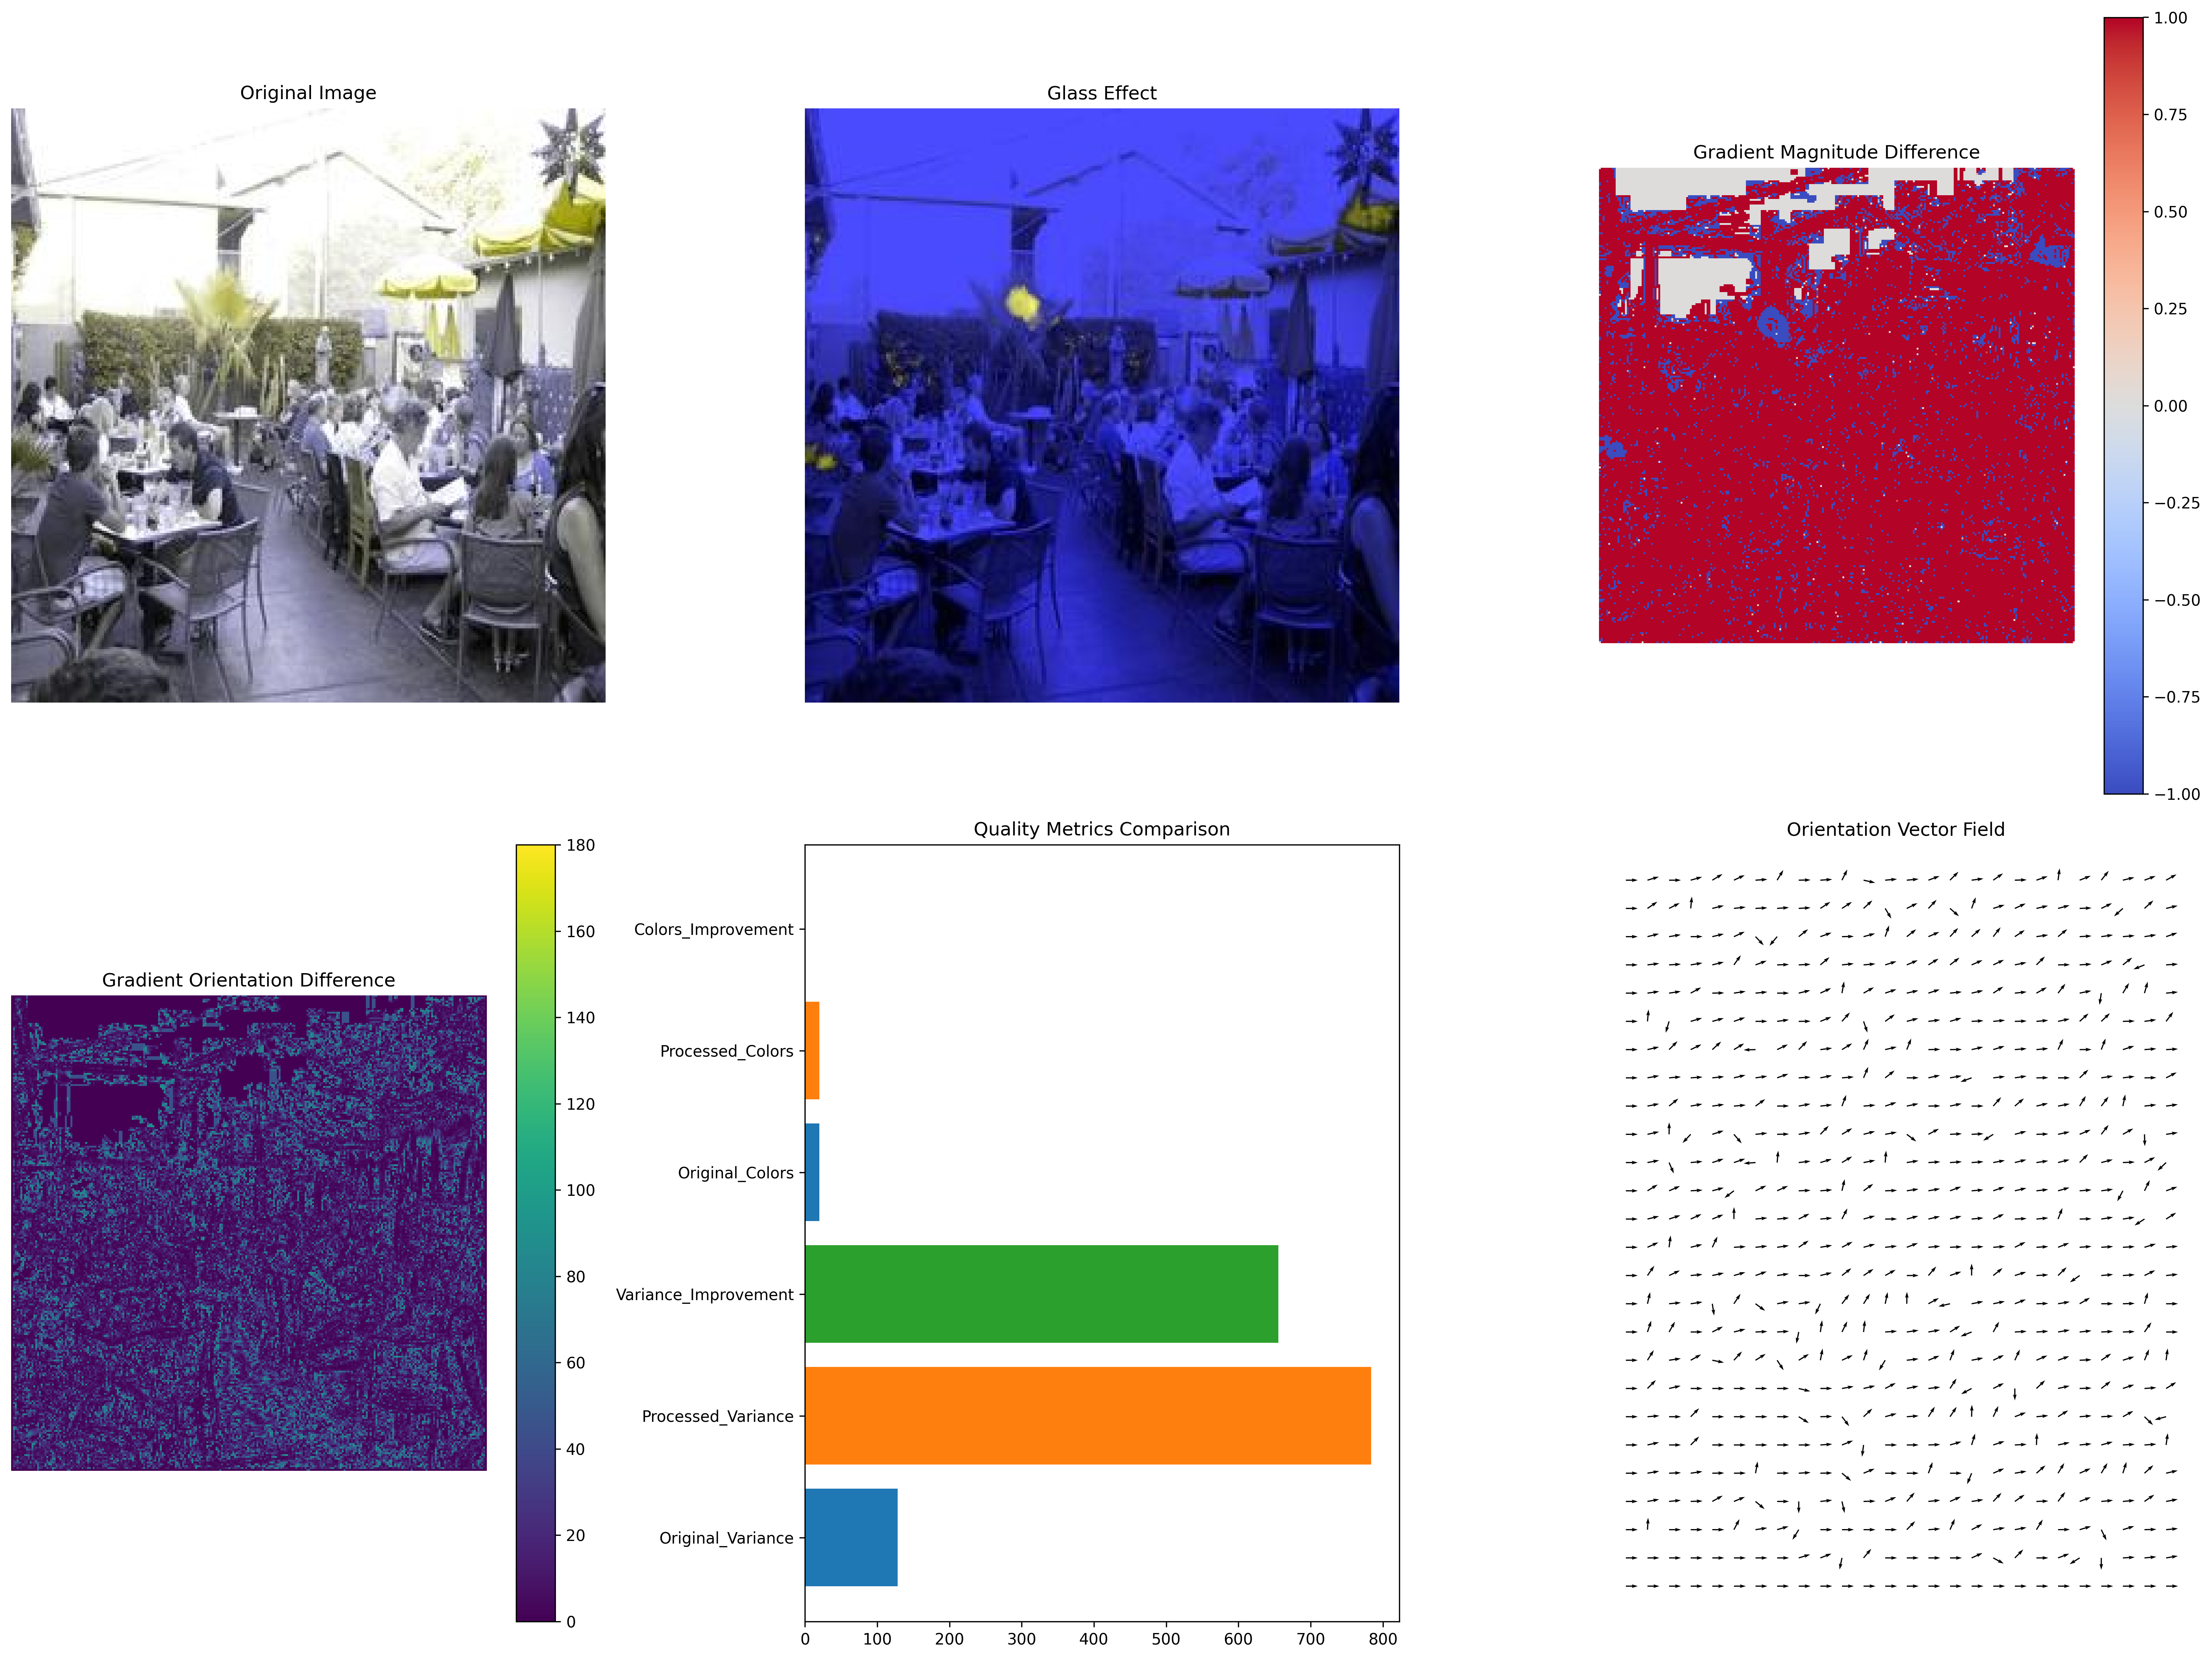 Original Image
Glass Effect
Gradient Magnitude Difference
1.00
0.75
0.50
0.25
0.00
−0.25
−0.50
−0.75
−1.00
Gradient Orientation Difference
180
160
140
120
100
80
60
40
20
0
Quality Metrics Comparison
Colors_Improvement
Processed_Colors
Original_Colors
Variance_Improvement
Processed_Variance
Original_Variance
0 100 200 300 400 500 600 700 800
Orientation Vector Field